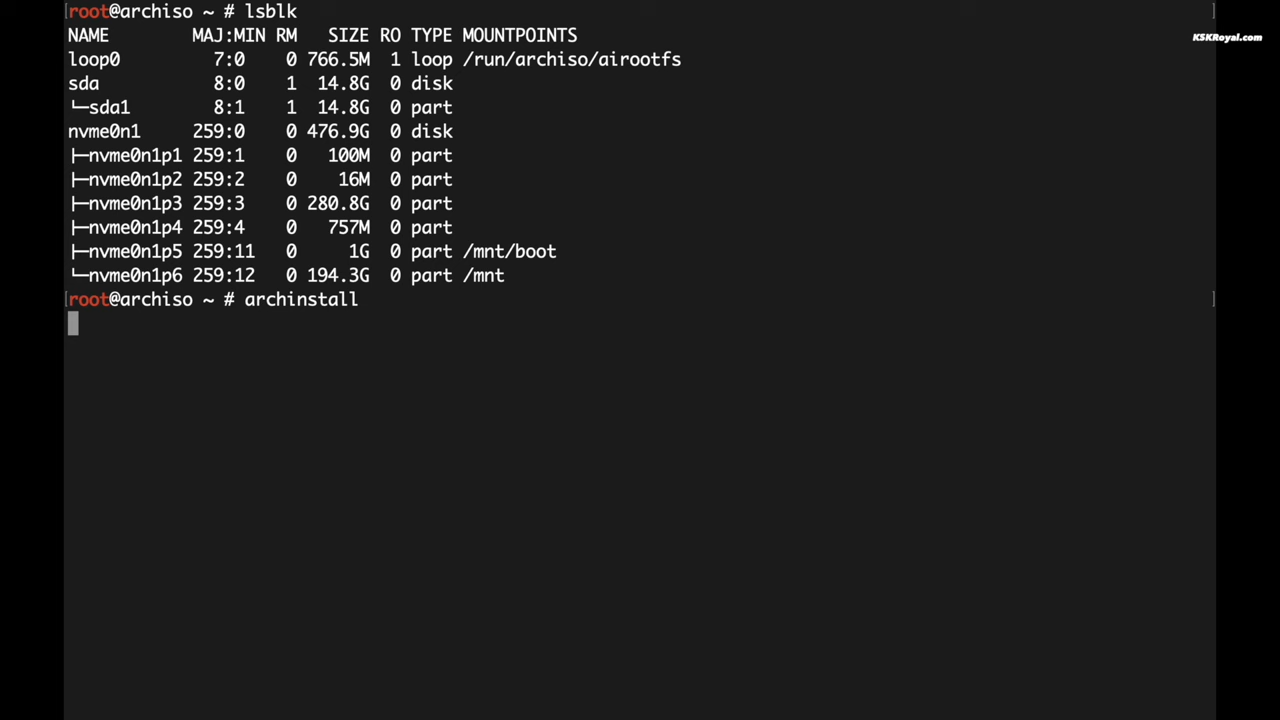 [root@archiso ~ # lsblk ]
KSKRoyal.com
NAME        MAJ:MIN RM   SIZE RO TYPE MOUNTPOINTS
loop0         7:0    0 766.5M  1 loop /run/archiso/airootfs
sda           8:0    1  14.8G  0 disk
└─sda1        8:1    1  14.8G  0 part
nvme0n1     259:0    0 476.9G  0 disk
├─nvme0n1p1 259:1    0   100M  0 part
├─nvme0n1p2 259:2    0    16M  0 part
├─nvme0n1p3 259:3    0 280.8G  0 part
├─nvme0n1p4 259:4    0   757M  0 part
├─nvme0n1p5 259:11   0     1G  0 part /mnt/boot
└─nvme0n1p6 259:12   0 194.3G  0 part /mnt
[root@archiso ~ # archinstall ]